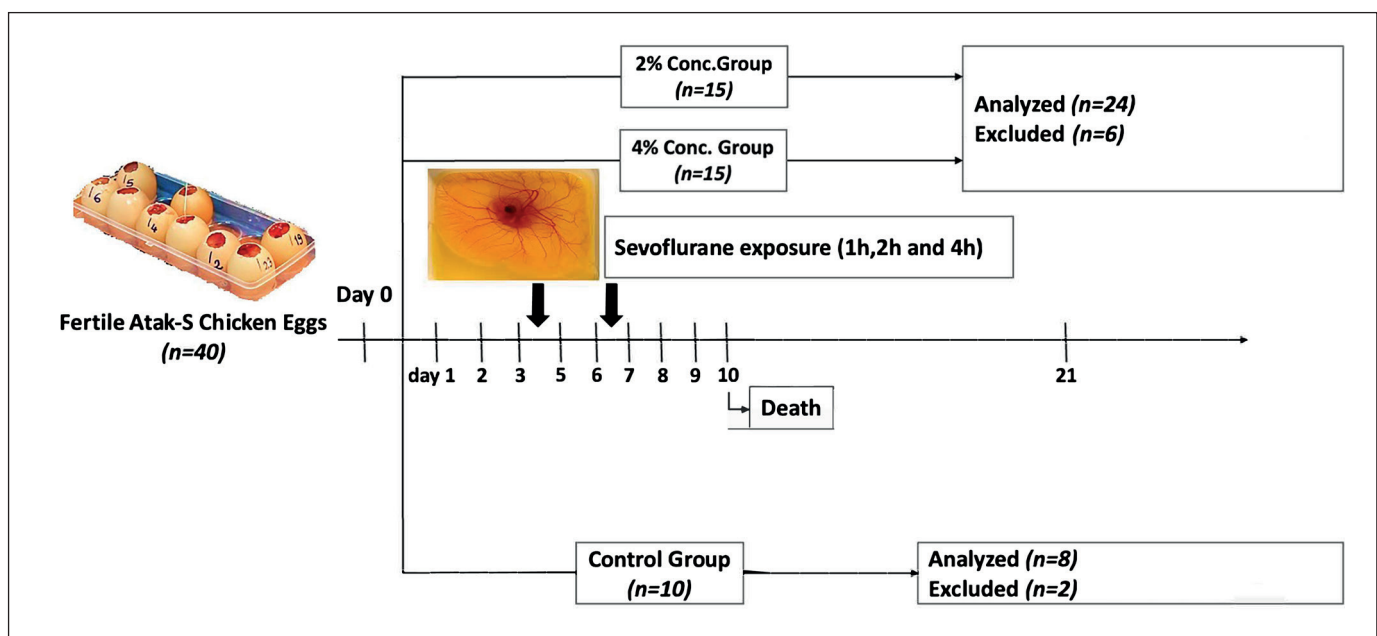 2% Conc.Group
(n=15)
Analyzed (n=24)
Excluded (n=6)
4% Conc. Group
(n=15)
Sevoflurane exposure (1h,2h and 4h)
Day 0
Fertile Atak-S Chicken Eggs
(n=40)
day 1 2 3 5 6 7 8 9 10 21
Death
Control Group
(n=10)
Analyzed (n=8)
Excluded (n=2)